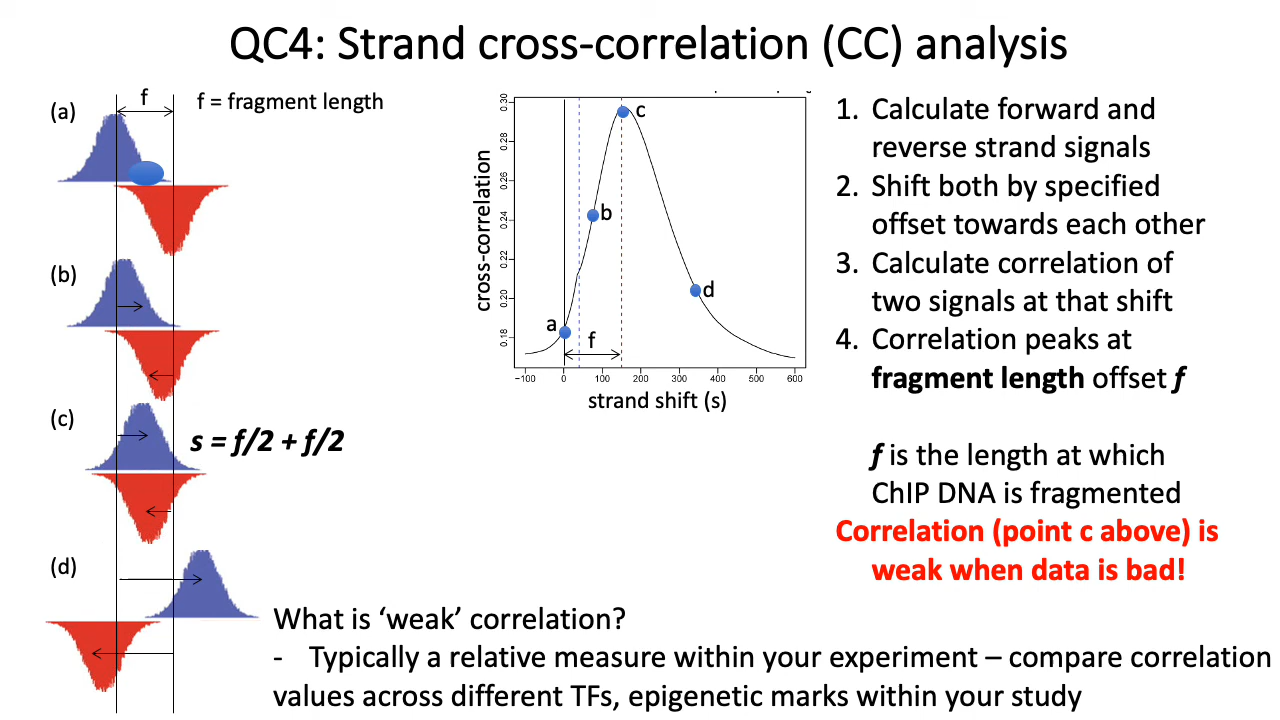 QC4: Strand cross-correlation (CC) analysis
(a)
f
f = fragment length
(b)
(c)
s = f/2 + f/2
(d)
cross-correlation
0.30
0.28
0.26
0.24
0.22
0.20
0.18
a
b
c
d
f
−100 0 100 200 300 400 500 600
strand shift (s)
1. Calculate forward and
reverse strand signals
2. Shift both by specified
offset towards each other
3. Calculate correlation of
two signals at that shift
4. Correlation peaks at
fragment length offset f
f is the length at which
ChIP DNA is fragmented
Correlation (point c above) is
weak when data is bad!
What is ‘weak’ correlation?
- Typically a relative measure within your experiment – compare correlation
values across different TFs, epigenetic marks within your study